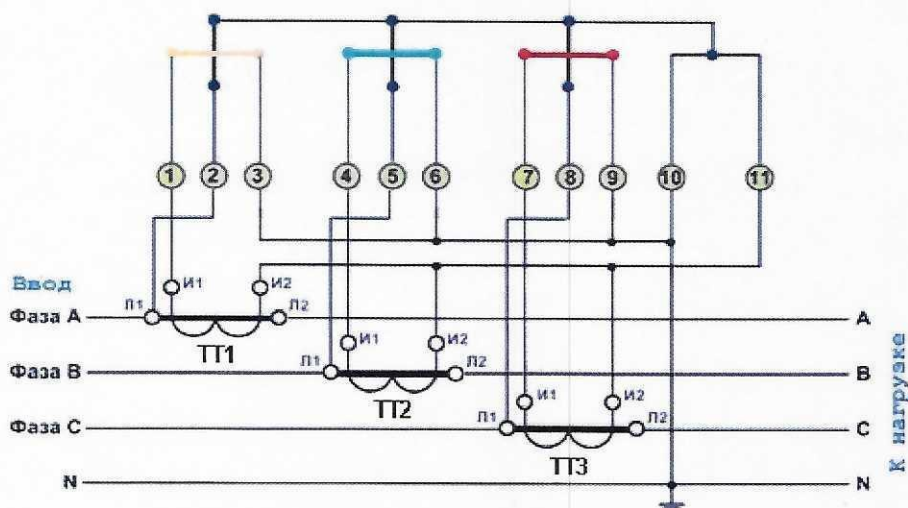 1 2 3 4 5 6 7 8 9 10 11
Ввод
И1 И2
Фаза А Л1 Л2 А
ТТ1
И1 И2
Фаза В Л1 Л2 В
ТТ2
И1 И2
Фаза С Л1 Л2 С
ТТ3
N N
К нагрузке